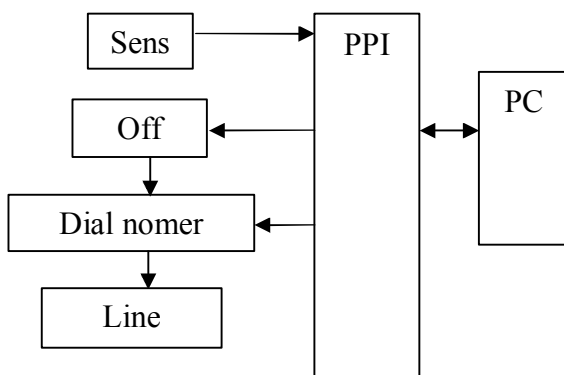 Sens
PPI
PC
Off
Dial nomer
Line